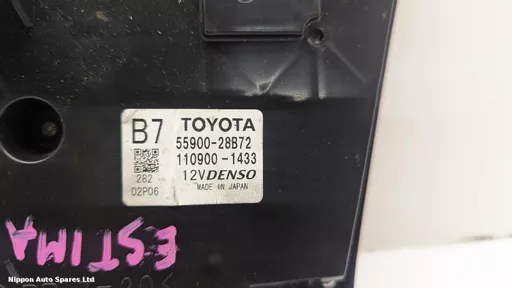 B7
TOYOTA
55900-28B72
110900-1433
12V DENSO
MADE IN JAPAN
282
02P06
ESTIMA
Nippon Auto Spares Ltd